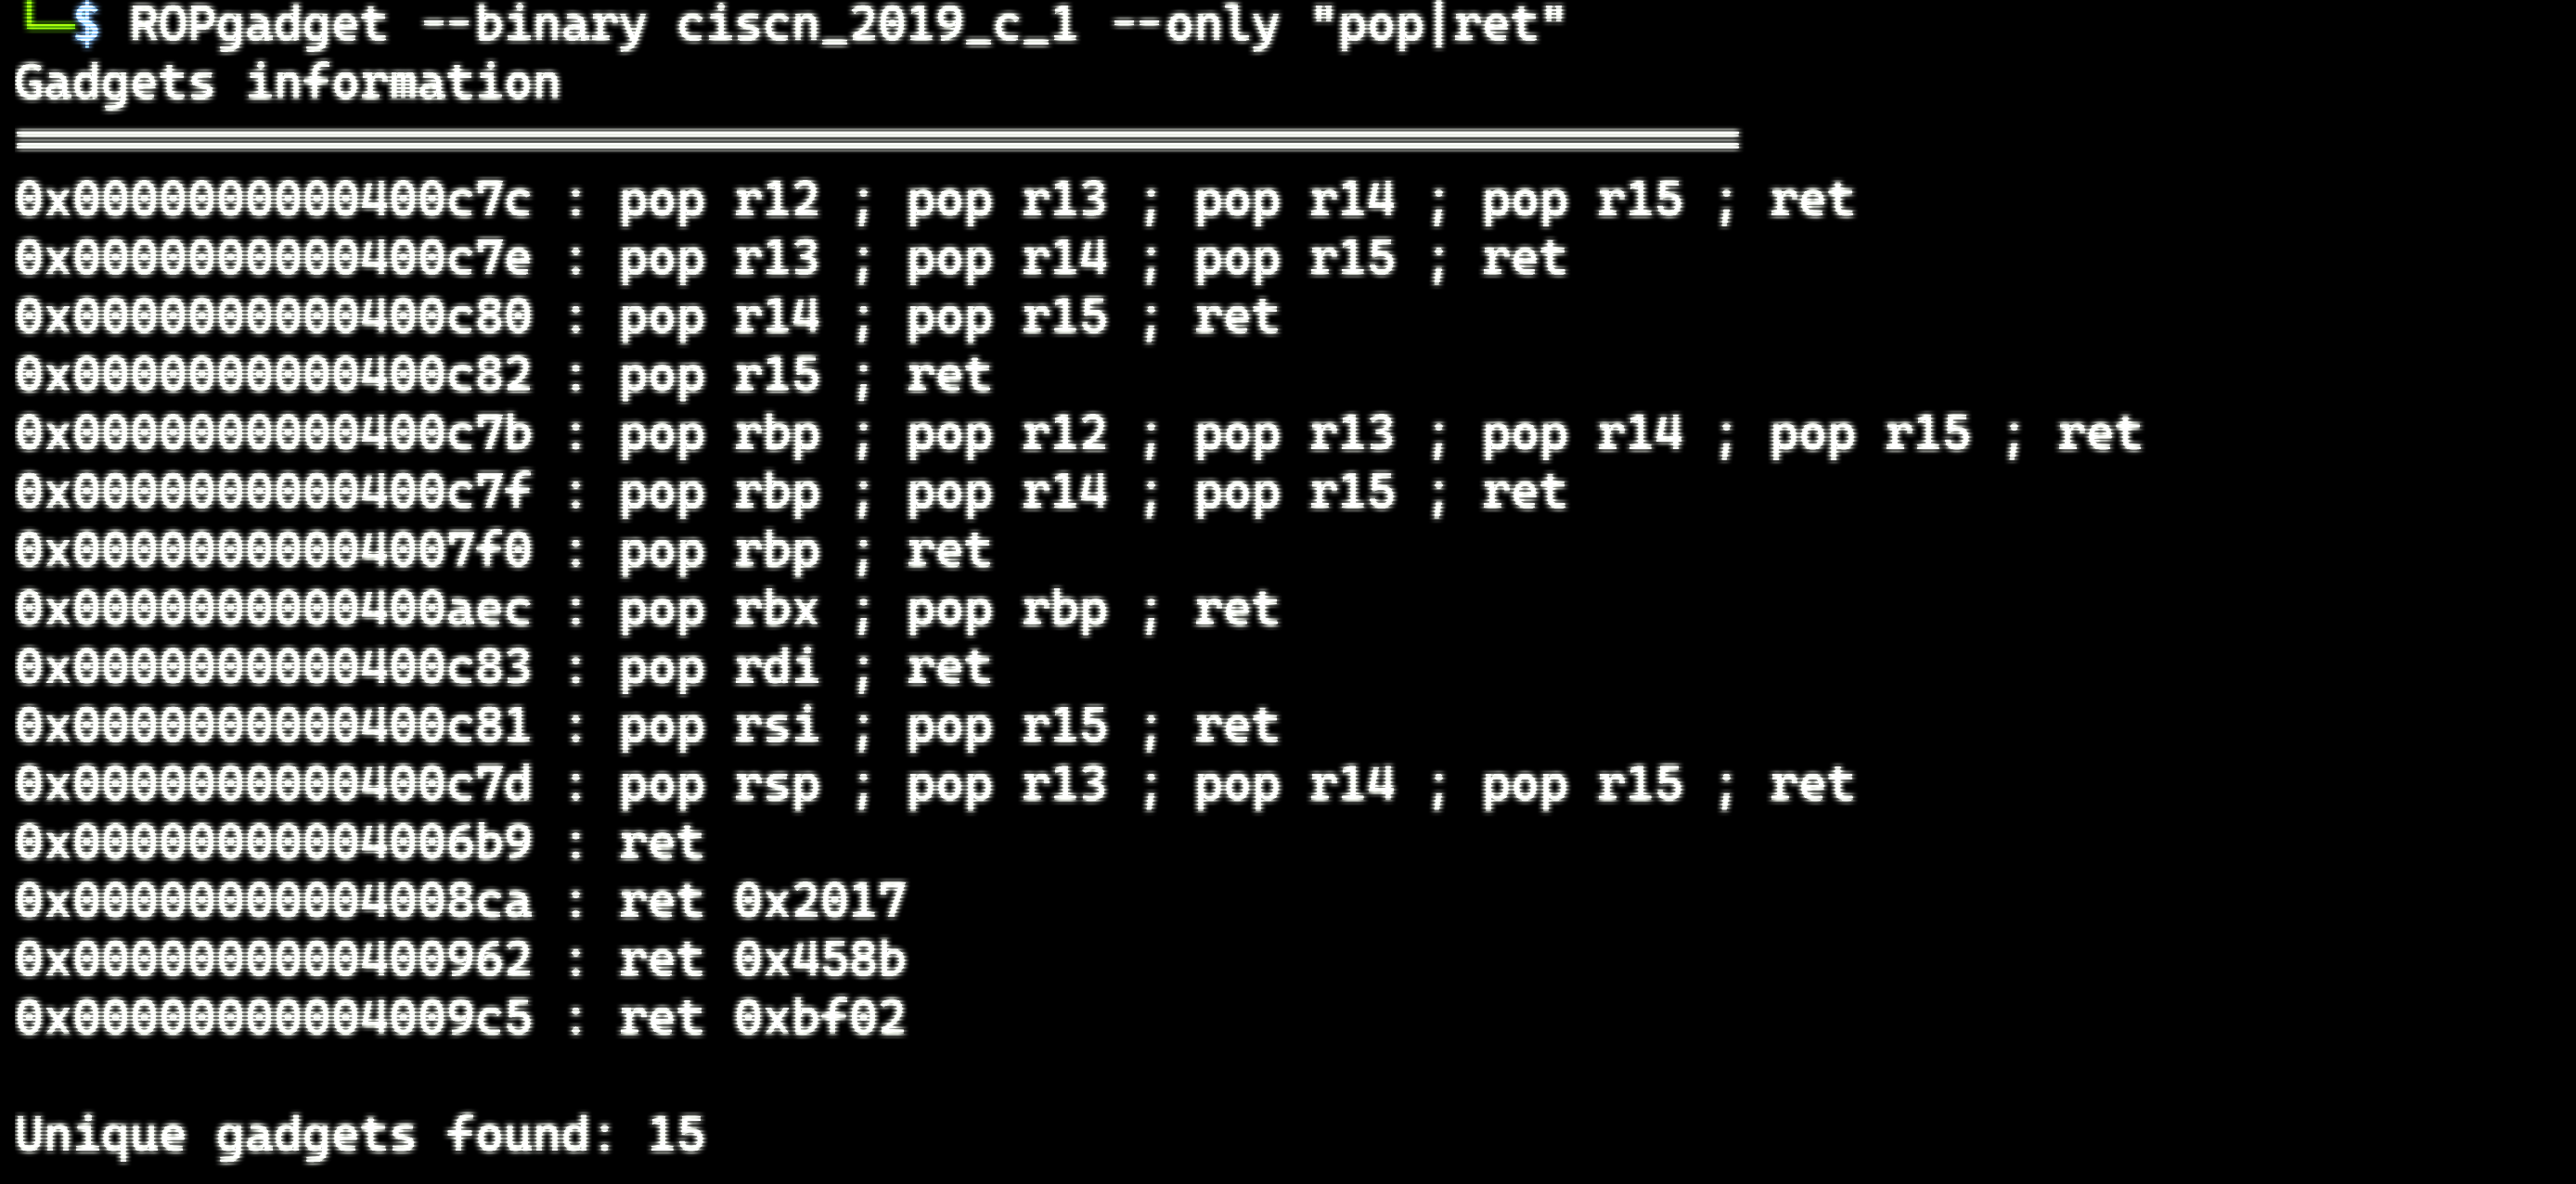 └─$ ROPgadget --binary ciscn_2019_c_1 --only "pop|ret"
Gadgets information
============================================================
0x0000000000400c7c : pop r12 ; pop r13 ; pop r14 ; pop r15 ; ret
0x0000000000400c7e : pop r13 ; pop r14 ; pop r15 ; ret
0x0000000000400c80 : pop r14 ; pop r15 ; ret
0x0000000000400c82 : pop r15 ; ret
0x0000000000400c7b : pop rbp ; pop r12 ; pop r13 ; pop r14 ; pop r15 ; ret
0x0000000000400c7f : pop rbp ; pop r14 ; pop r15 ; ret
0x00000000004007f0 : pop rbp ; ret
0x0000000000400aec : pop rbx ; pop rbp ; ret
0x0000000000400c83 : pop rdi ; ret
0x0000000000400c81 : pop rsi ; pop r15 ; ret
0x0000000000400c7d : pop rsp ; pop r13 ; pop r14 ; pop r15 ; ret
0x00000000004006b9 : ret
0x00000000004008ca : ret 0x2017
0x0000000000400962 : ret 0x458b
0x00000000004009c5 : ret 0xbf02
Unique gadgets found: 15